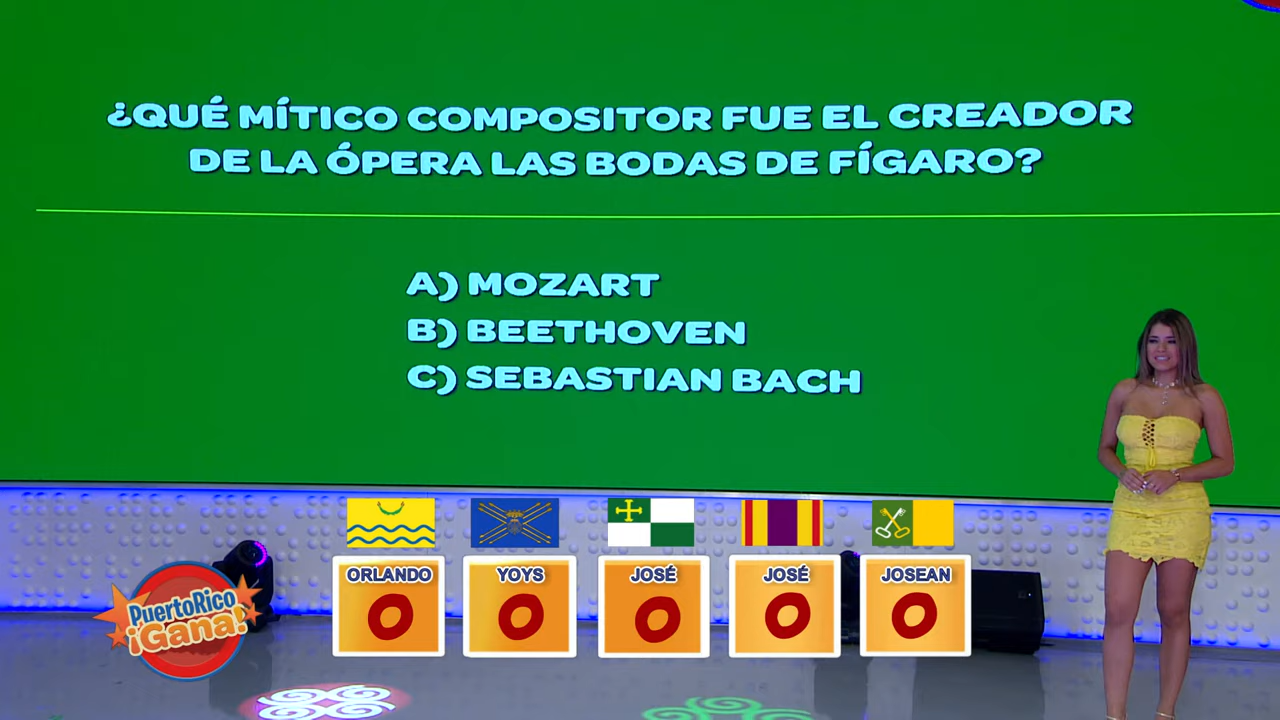 ¿QUÉ MÍTICO COMPOSITOR FUE EL CREADOR
DE LA ÓPERA LAS BODAS DE FÍGARO?
A) MOZART
B) BEETHOVEN
C) SEBASTIAN BACH
ORLANDO
YOYS
JOSÉ
JOSÉ
JOSEAN
0
0
0
0
0
PuertoRico
¡Gana!